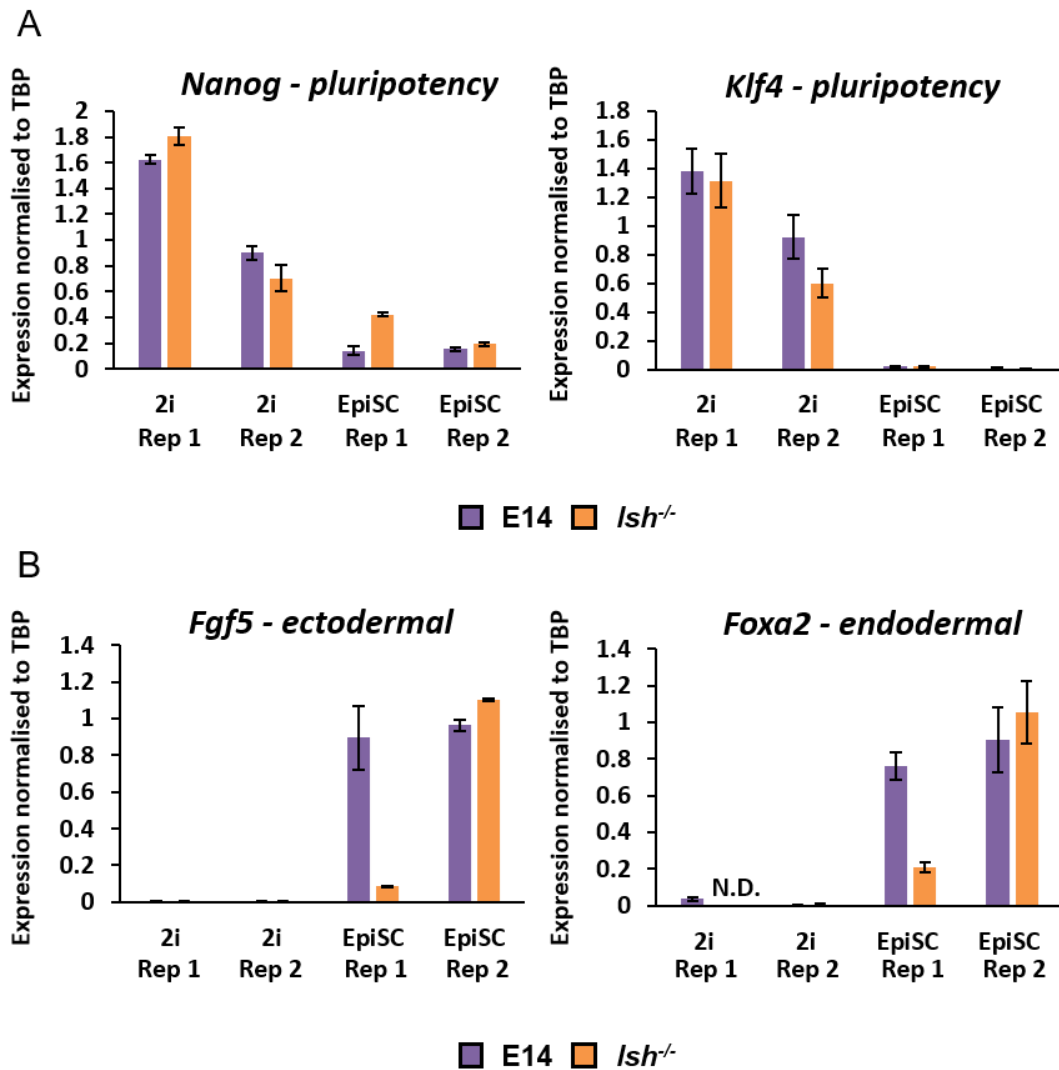 A
Nanog - pluripotency
Expression normalised to TBP
2
1.8
1.6
1.4
1.2
1
0.8
0.6
0.4
0.2
0
2i
Rep 1
2i
Rep 2
EpiSC
Rep 1
EpiSC
Rep 2
Klf4 - pluripotency
Expression normalised to TBP
1.8
1.6
1.4
1.2
1
0.8
0.6
0.4
0.2
0
2i
Rep 1
2i
Rep 2
EpiSC
Rep 1
EpiSC
Rep 2
E14 lsh-/-
B
Fgf5 - ectodermal
Expression normalised to TBP
1.4
1.2
1
0.8
0.6
0.4
0.2
0
2i
Rep 1
2i
Rep 2
EpiSC
Rep 1
EpiSC
Rep 2
Foxa2 - endodermal
Expression normalised to TBP
1.4
1.2
1
0.8
0.6
0.4
0.2
0
N.D.
2i
Rep 1
2i
Rep 2
EpiSC
Rep 1
EpiSC
Rep 2
E14 lsh-/-